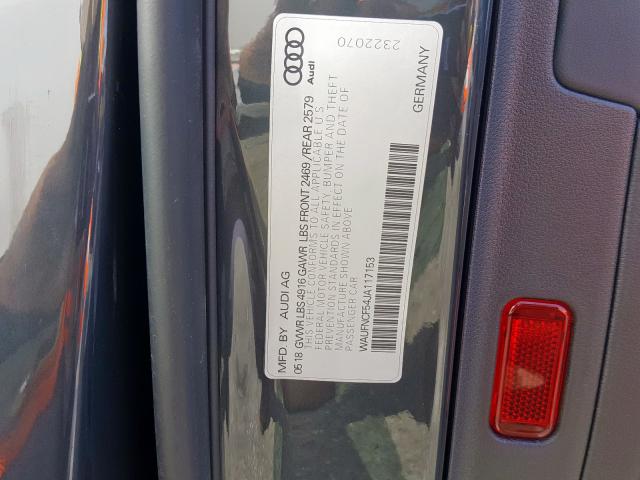 MFD. BY AUDI AG
05 18 GVWR LBS 4916 GAWR LBS FRONT 2469 / REAR 2579
THIS VEHICLE CONFORMS TO ALL APPLICABLE U.S.
FEDERAL MOTOR VEHICLE SAFETY, BUMPER AND THEFT
PREVENTION STANDARDS IN EFFECT ON THE DATE OF
MANUFACTURE SHOWN ABOVE
PASSENGER CAR
WAUFNCF54JA117153
Audi
2322070
GERMANY